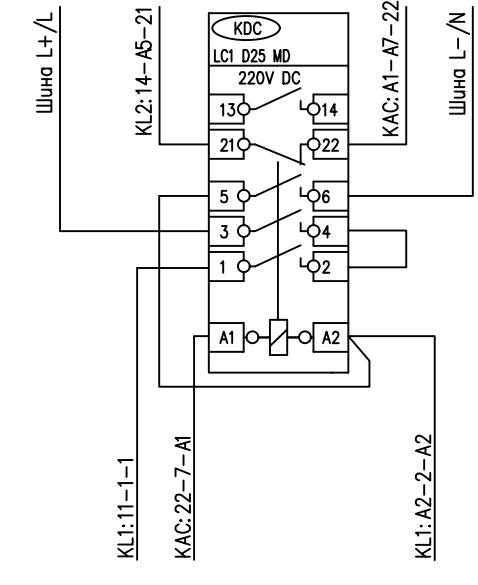 KDC
LC1 D25 MD
220V DC
13 14
21 22
5 6
3 4
1 2
A1 A2
Шина L+/L
KL2:14-A5-21
KAC:A1-A7-22
Шина L-/N
KL1:11-1-1
KAC:22-7-A1
KL1:A2-2-A2